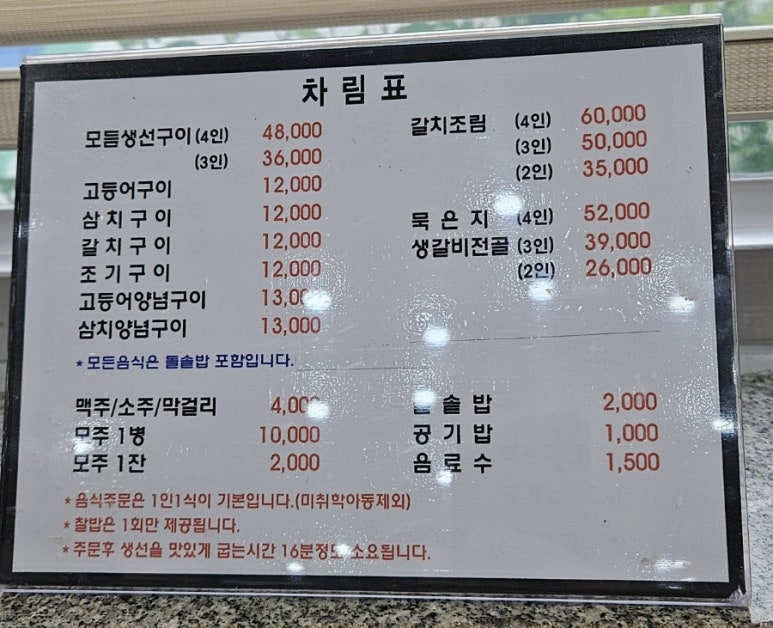 차림표
모듬생선구이 (4인) 48,000
(3인) 36,000
고등어구이 12,000
삼치구이 12,000
갈치구이 12,000
조기구이 12,000
고등어양념구이 13,000
삼치양념구이 13,000
*모든음식은 돌솥밥 포함입니다.
갈치조림 (4인) 60,000
(3인) 50,000
(2인) 35,000
묵은지 (4인) 52,000
생갈비전골 (3인) 39,000
(2인) 26,000
맥주/소주/막걸리 4,000
모주 1병 10,000
모주 1잔 2,000
돌솥밥 2,000
공기밥 1,000
음료수 1,500
*음식주문은 1인1식이 기본입니다.(미취학아동제외)
*찰밥은 1회만 제공됩니다.
*주문후 생선을 맛있게 굽는시간 16분정도 소요됩니다.